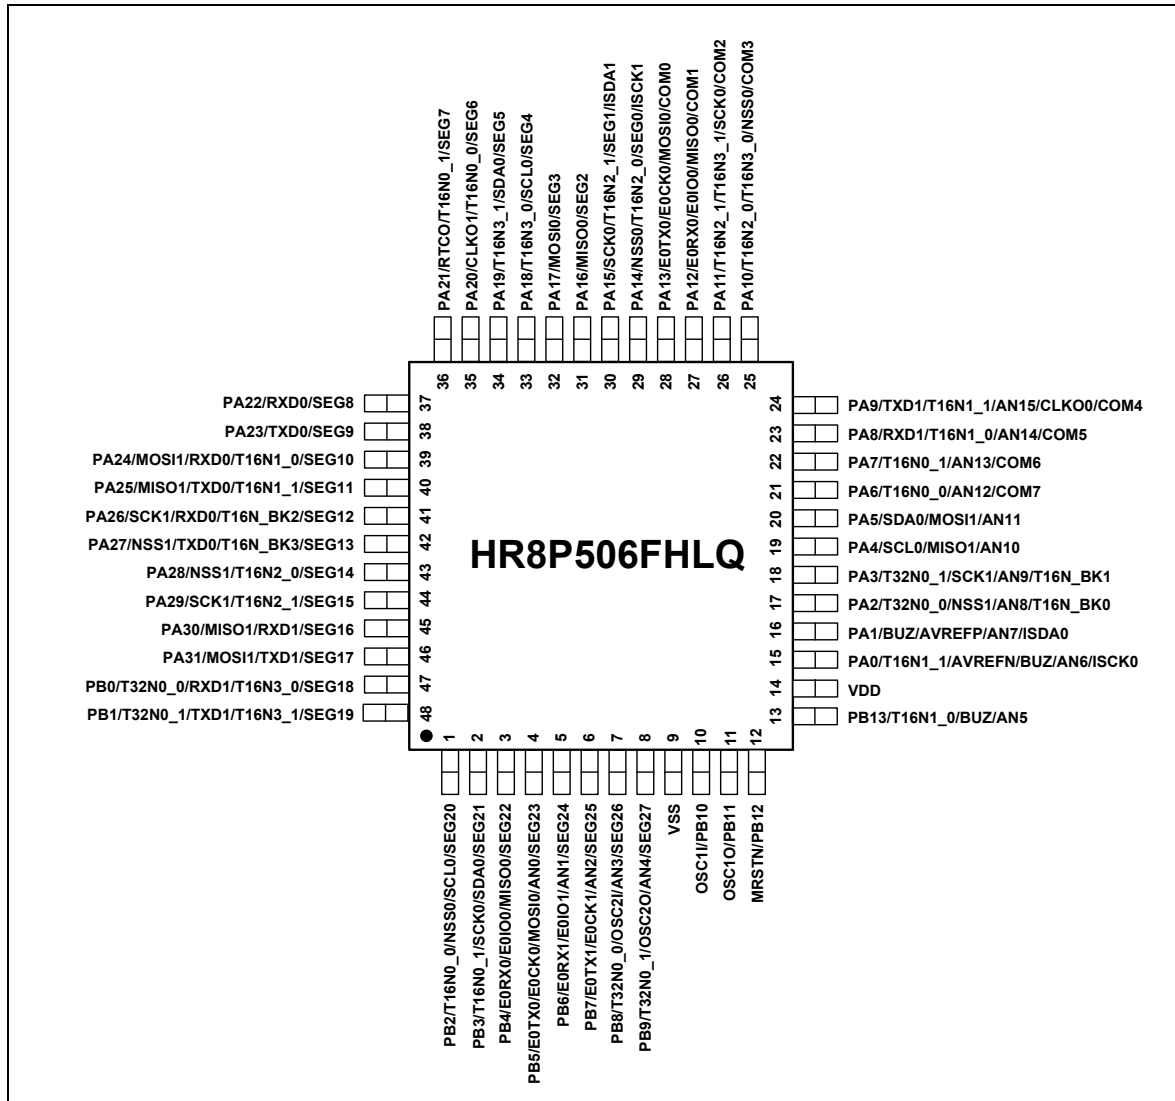 PA21/RTCO/T16N0_1/SEG7
PA20/CLKO1/T16N0_0/SEG6
PA19/T16N3_1/SDA0/SEG5
PA18/T16N3_0/SCL0/SEG4
PA17/MOSI0/SEG3
PA16/MISO0/SEG2
PA15/SCK0/T16N2_1/SEG1/ISDA1
PA14/NSS0/T16N2_0/SEG0/ISCK1
PA13/E0TX0/E0CK0/MOSI0/COM0
PA12/E0RX0/E0IO0/MISO0/COM1
PA11/T16N2_1/T16N3_1/SCK0/COM2
PA10/T16N2_0/T16N3_0/NSS0/COM3
36
35
34
33
32
31
30
29
28
27
26
25
PA22/RXD0/SEG8
37
PA23/TXD0/SEG9
38
PA24/MOSI1/RXD0/T16N1_0/SEG10
39
PA25/MISO1/TXD0/T16N1_1/SEG11
40
PA26/SCK1/RXD0/T16N_BK2/SEG12
41
PA27/NSS1/TXD0/T16N_BK3/SEG13
42
PA28/NSS1/T16N2_0/SEG14
43
PA29/SCK1/T16N2_1/SEG15
44
PA30/MISO1/RXD1/SEG16
45
PA31/MOSI1/TXD1/SEG17
46
PB0/T32N0_0/RXD1/T16N3_0/SEG18
47
PB1/T32N0_1/TXD1/T16N3_1/SEG19
48
HR8P506FHLQ
24
PA9/TXD1/T16N1_1/AN15/CLKO0/COM4
23
PA8/RXD1/T16N1_0/AN14/COM5
22
PA7/T16N0_1/AN13/COM6
21
PA6/T16N0_0/AN12/COM7
20
PA5/SDA0/MOSI1/AN11
19
PA4/SCL0/MISO1/AN10
18
PA3/T32N0_1/SCK1/AN9/T16N_BK1
17
PA2/T32N0_0/NSS1/AN8/T16N_BK0
16
PA1/BUZ/AVREFP/AN7/ISDA0
15
PA0/T16N1_1/AVREFN/BUZ/AN6/ISCK0
14
VDD
13
PB13/T16N1_0/BUZ/AN5
1
2
3
4
5
6
7
8
9
10
11
12
PB2/T16N0_0/NSS0/SCL0/SEG20
PB3/T16N0_1/SCK0/SDA0/SEG21
PB4/E0RX0/E0IO0/MISO0/SEG22
PB5/E0TX0/E0CK0/MOSI0/AN0/SEG23
PB6/E0RX1/E0IO1/AN1/SEG24
PB7/E0TX1/E0CK1/AN2/SEG25
PB8/T32N0_0/OSC2I/AN3/SEG26
PB9/T32N0_1/OSC2O/AN4/SEG27
VSS
OSC1I/PB10
OSC1O/PB11
MRSTN/PB12